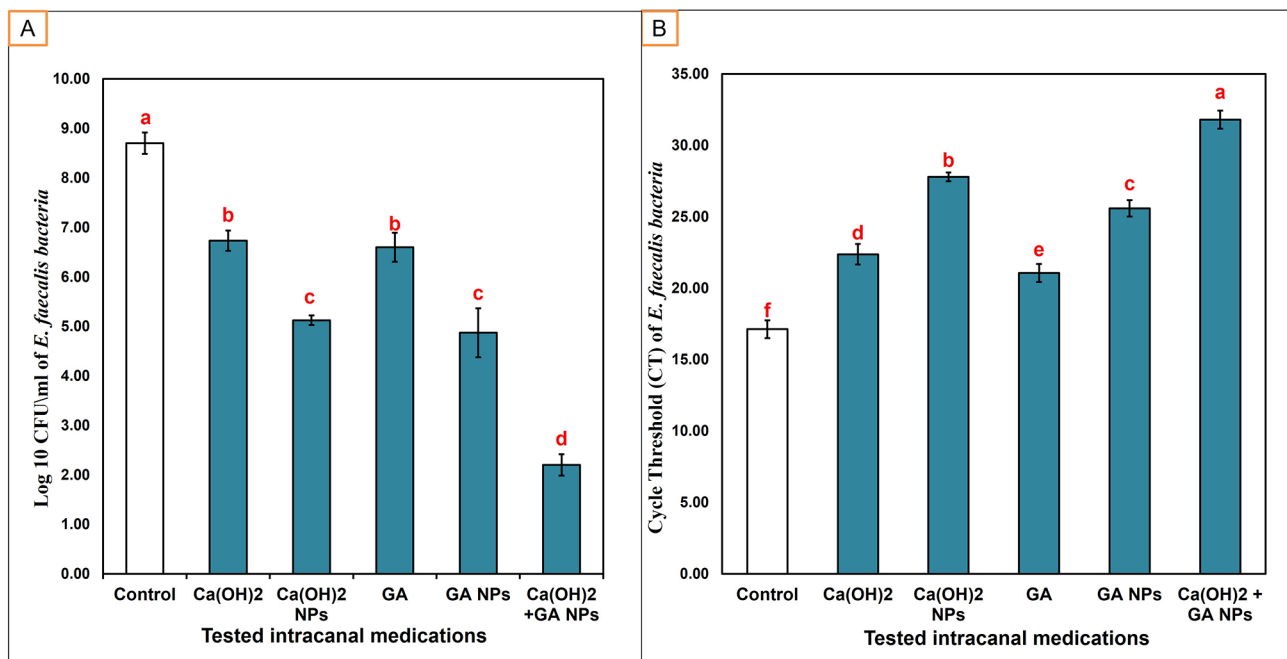 A
Log 10 CFU\ml of E. faecalis bacteria
10.00
9.00
8.00
7.00
6.00
5.00
4.00
3.00
2.00
1.00
0.00
a
b
c
b
c
d
Control
Ca(OH)2
Ca(OH)2
NPs
GA
GA NPs
Ca(OH)2
+GA NPs
Tested intracanal medications
B
Cycle Threshold (CT) of E. faecalis bacteria
35.00
30.00
25.00
20.00
15.00
10.00
5.00
0.00
f
d
b
e
c
a
Control
Ca(OH)2
Ca(OH)2
NPs
GA
GA NPs
Ca(OH)2 +
GA NPs
Tested intracanal medications